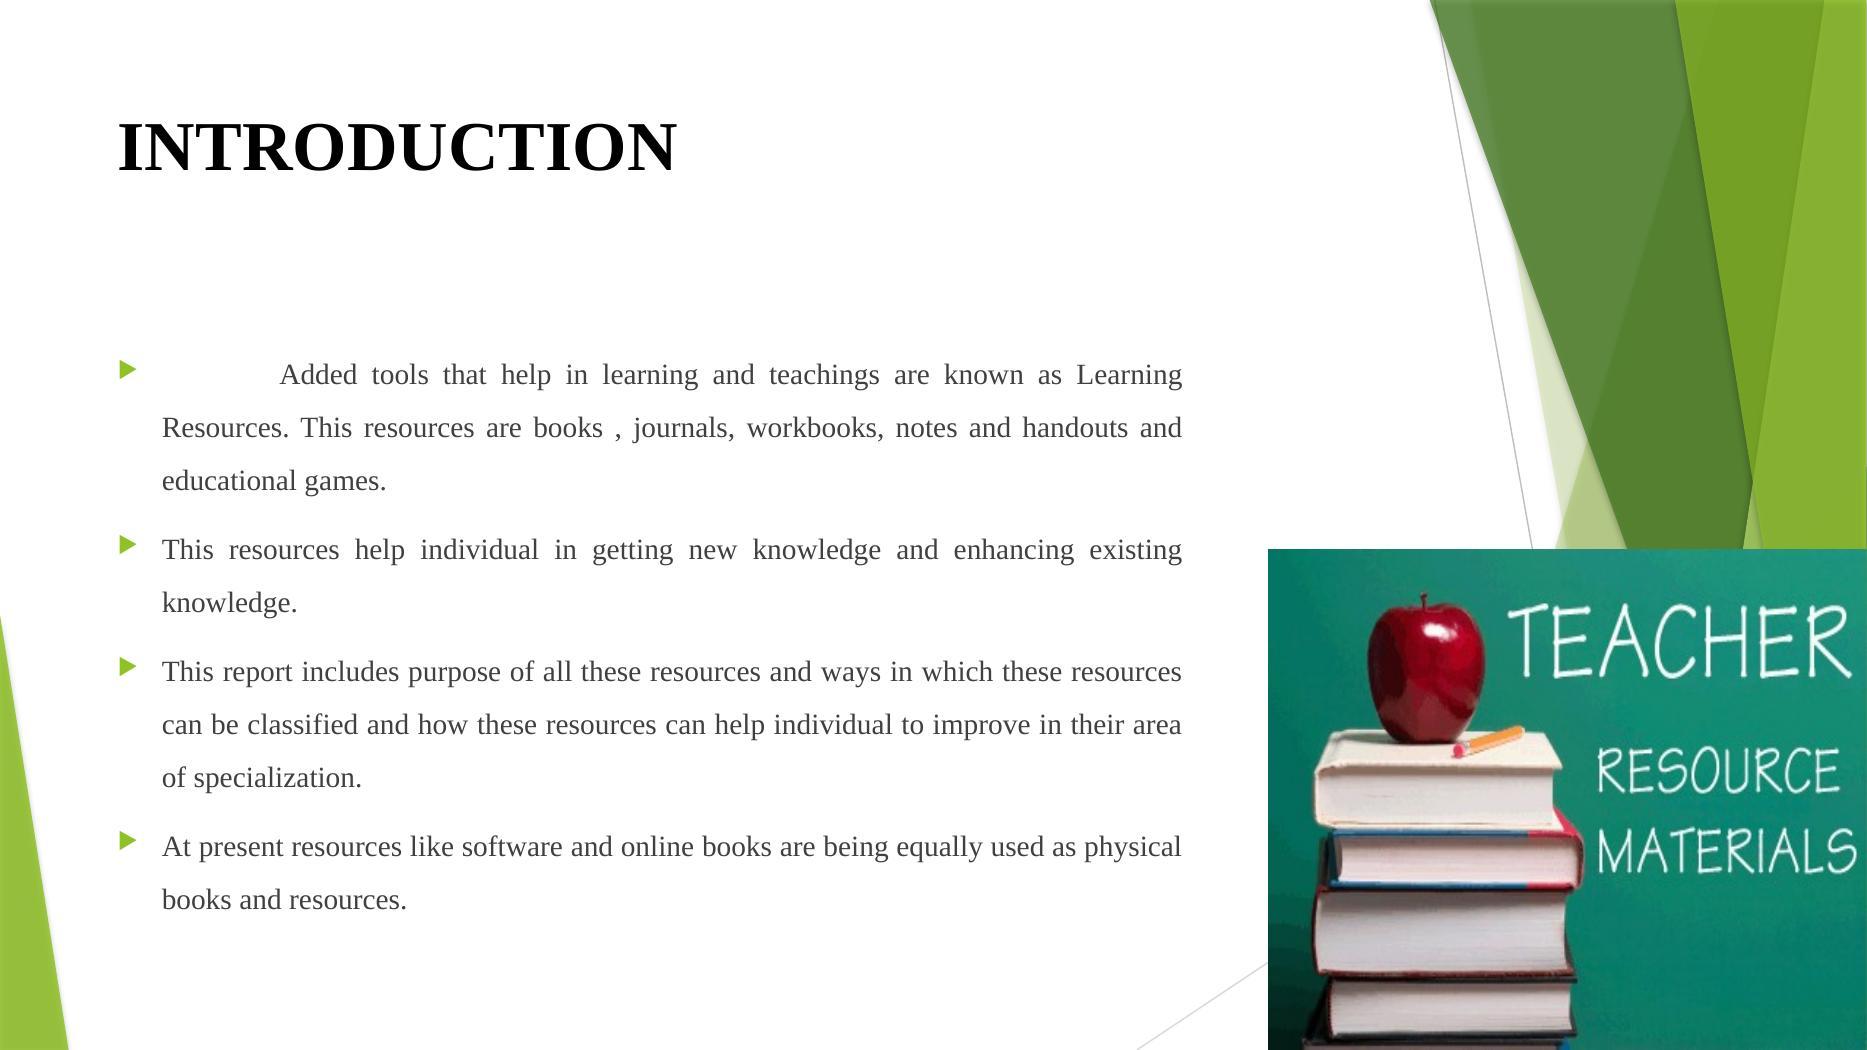 INTRODUCTION
Added tools that help in learning and teachings are known as Learning
Resources. This resources are books , journals, workbooks, notes and handouts and
educational games.
This resources help individual in getting new knowledge and enhancing existing
knowledge.
This report includes purpose of all these resources and ways in which these resources
can be classified and how these resources can help individual to improve in their area
of specialization.
At present resources like software and online books are being equally used as physical
books and resources.
TEACHER
RESOURCE
MATERIALS